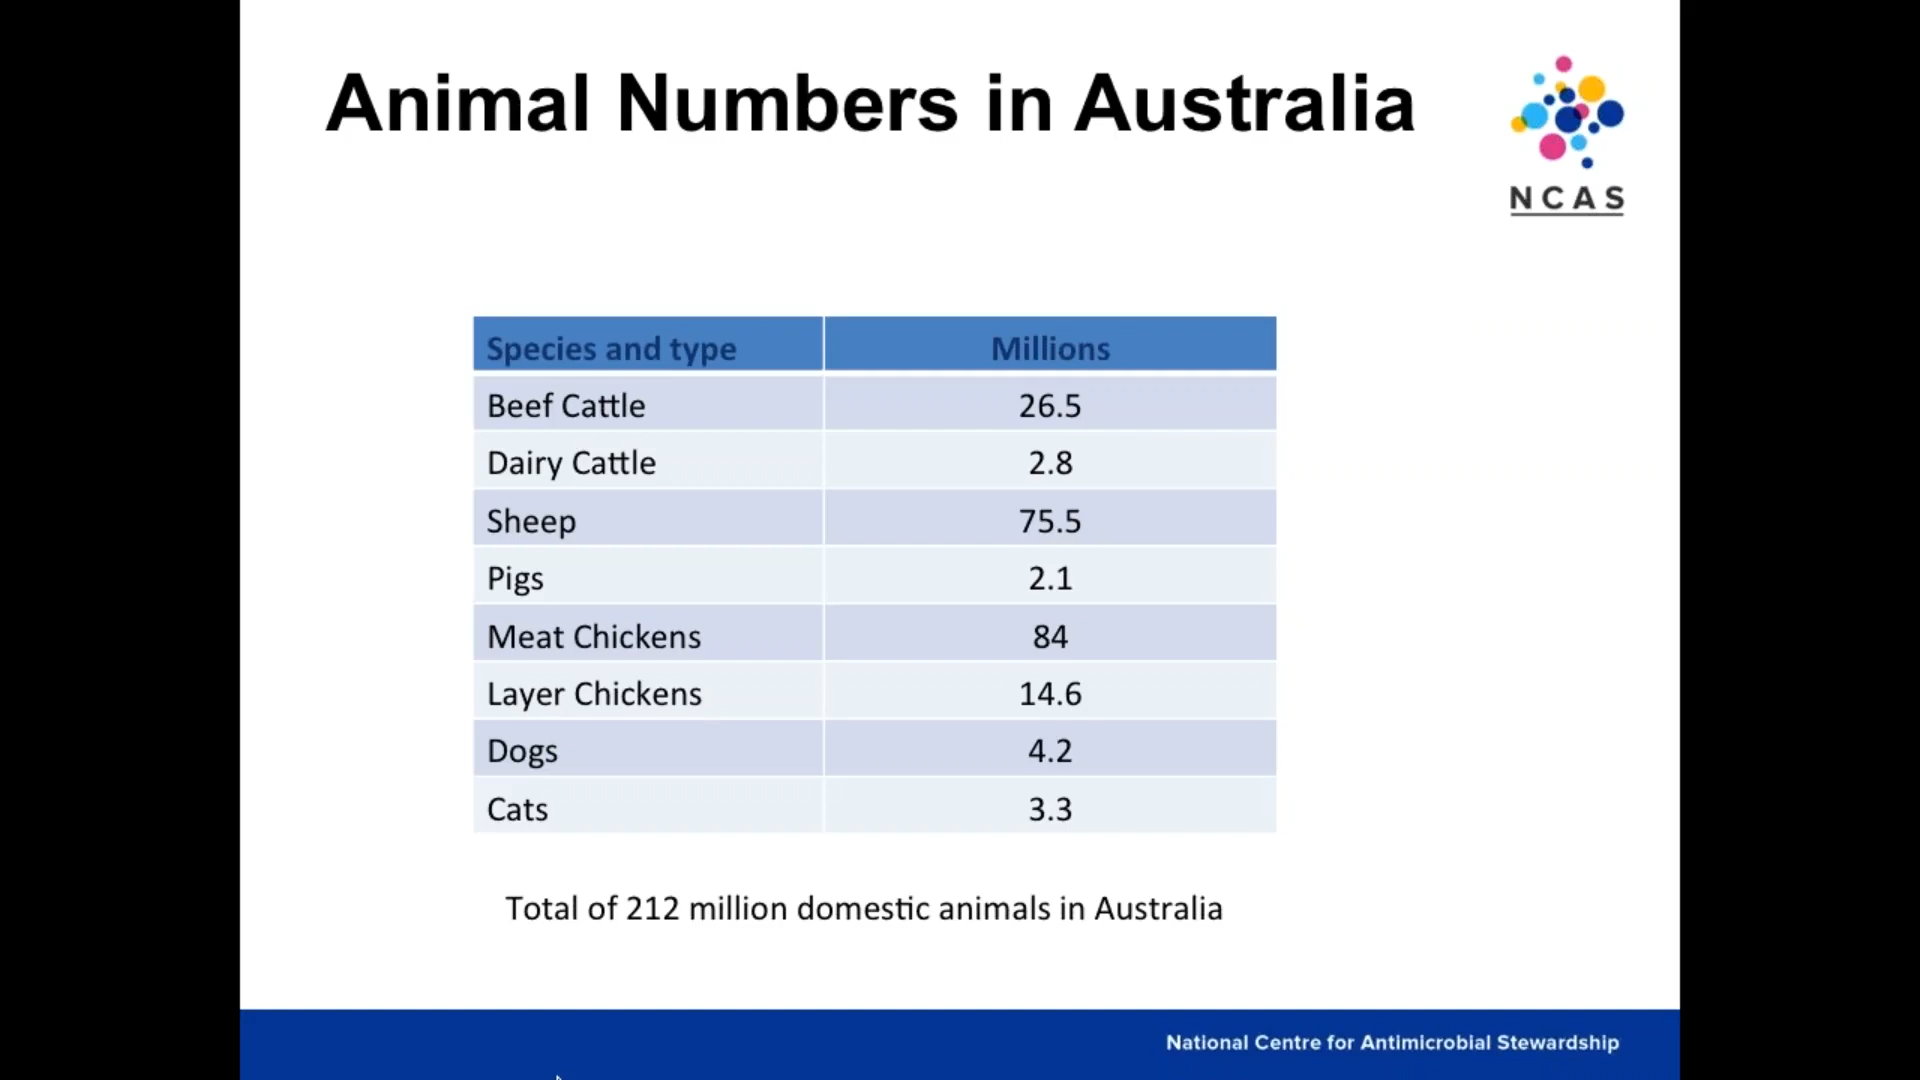 Animal Numbers in Australia
NCAS
Species and type Millions
Beef Cattle 26.5
Dairy Cattle 2.8
Sheep 75.5
Pigs 2.1
Meat Chickens 84
Layer Chickens 14.6
Dogs 4.2
Cats 3.3
Total of 212 million domestic animals in Australia
National Centre for Antimicrobial Stewardship